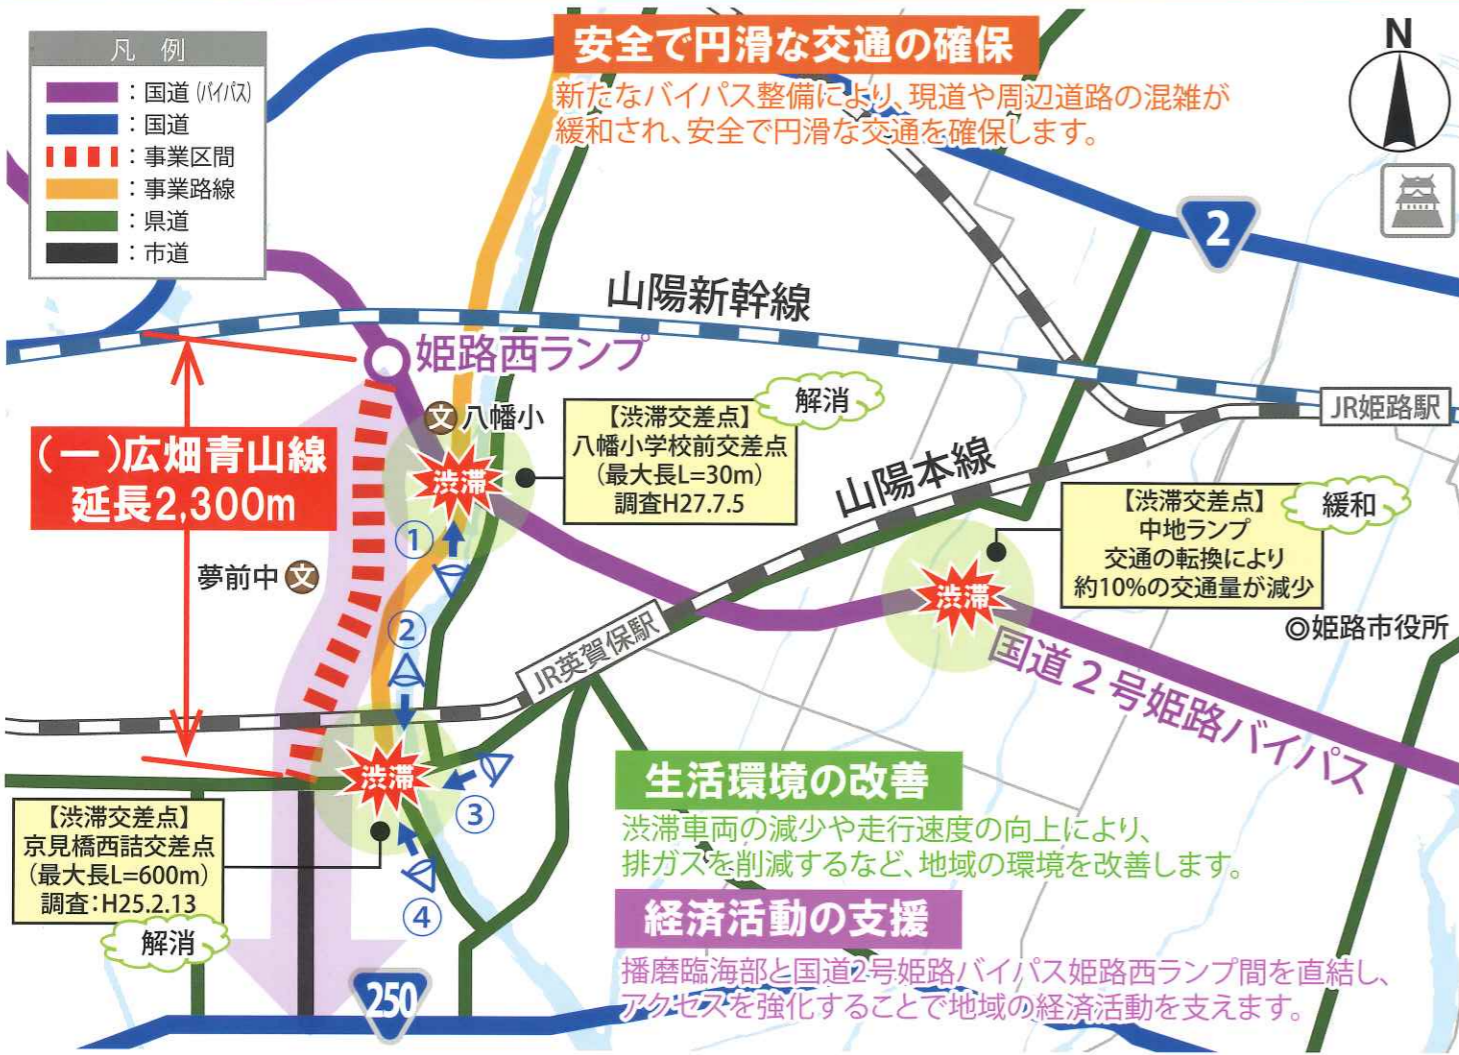 凡 例
：国道 (バイパス)
：国道
：事業区間
：事業路線
：県道
：市道
安全で円滑な交通の確保
新たなバイパス整備により、現道や周辺道路の混雑が
緩和され、安全で円滑な交通を確保します。
N
2
山陽新幹線
姫路西ランプ
JR姫路駅
文 八幡小
【渋滞交差点】
八幡小学校前交差点
(最大長L=30m)
調査H27.7.5
解消
(一)広畑青山線
延長2,300m
渋滞
山陽本線
【渋滞交差点】
中地ランプ
交通の転換により
約10%の交通量が減少
緩和
①
夢前中 文
渋滞
②
◎姫路市役所
JR英賀保駅
国道2号姫路バイパス
渋滞
③
④
【渋滞交差点】
京見橋西詰交差点
(最大長L=600m)
調査：H25.2.13
解消
250
生活環境の改善
渋滞車両の減少や走行速度の向上により、
排ガスを削減するなど、地域の環境を改善します。
経済活動の支援
播磨臨海部と国道2号姫路バイパス姫路西ランプ間を直結し、
アクセスを強化することで地域の経済活動を支えます。